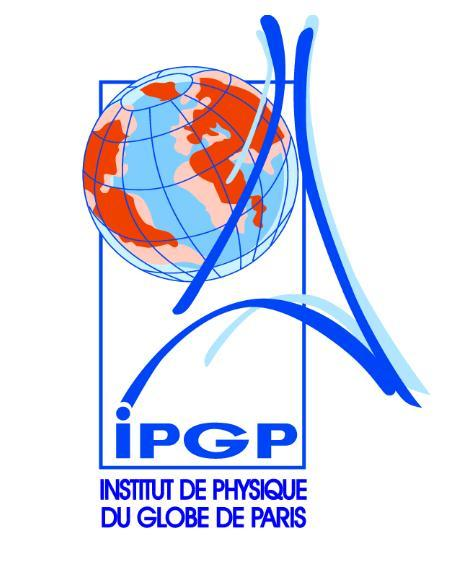 iPGP
INSTITUT DE PHYSIQUE
DU GLOBE DE PARIS